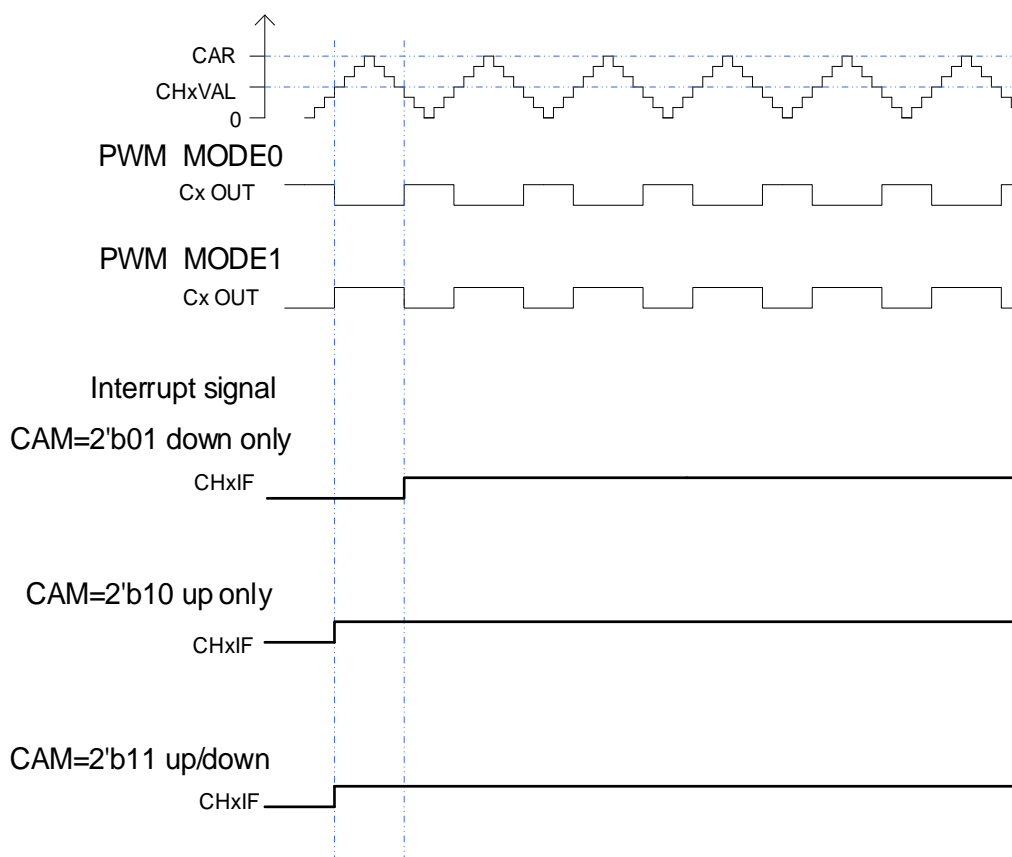 CAR
CHxVAL
0
PWM MODE0
Cx OUT
PWM MODE1
Cx OUT
Interrupt signal
CAM=2'b01 down only
CHxIF
CAM=2'b10 up only
CHxIF
CAM=2'b11 up/down
CHxIF